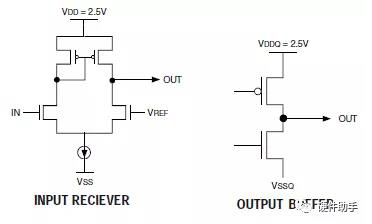 VDD = 2.5V
OUT
IN
VREF
VSS
INPUT RECIEVER
VDDQ = 2.5V
OUT
VSSQ
OUTPUT BUFFER
硬件助手